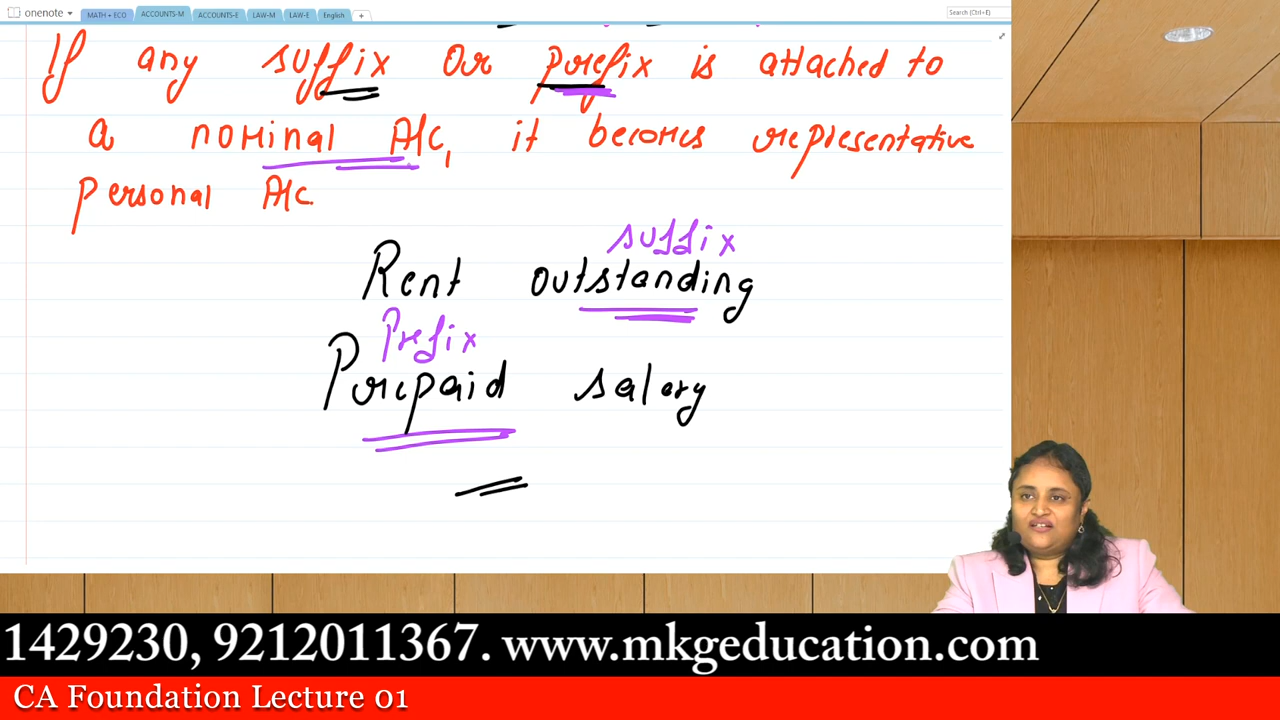 onenote
MATH + ECO ACCOUNTS-M ACCOUNTS-E LAW-M LAW-E English +
Search (Ctrl+E)
If any suffix or prefix is attached to
a nominal A/c, it becomes representative
personal A/c
suffix
Rent outstanding
Prefix
Prepaid salary
1429230, 9212011367. www.mkgeducation.com
CA Foundation Lecture 01